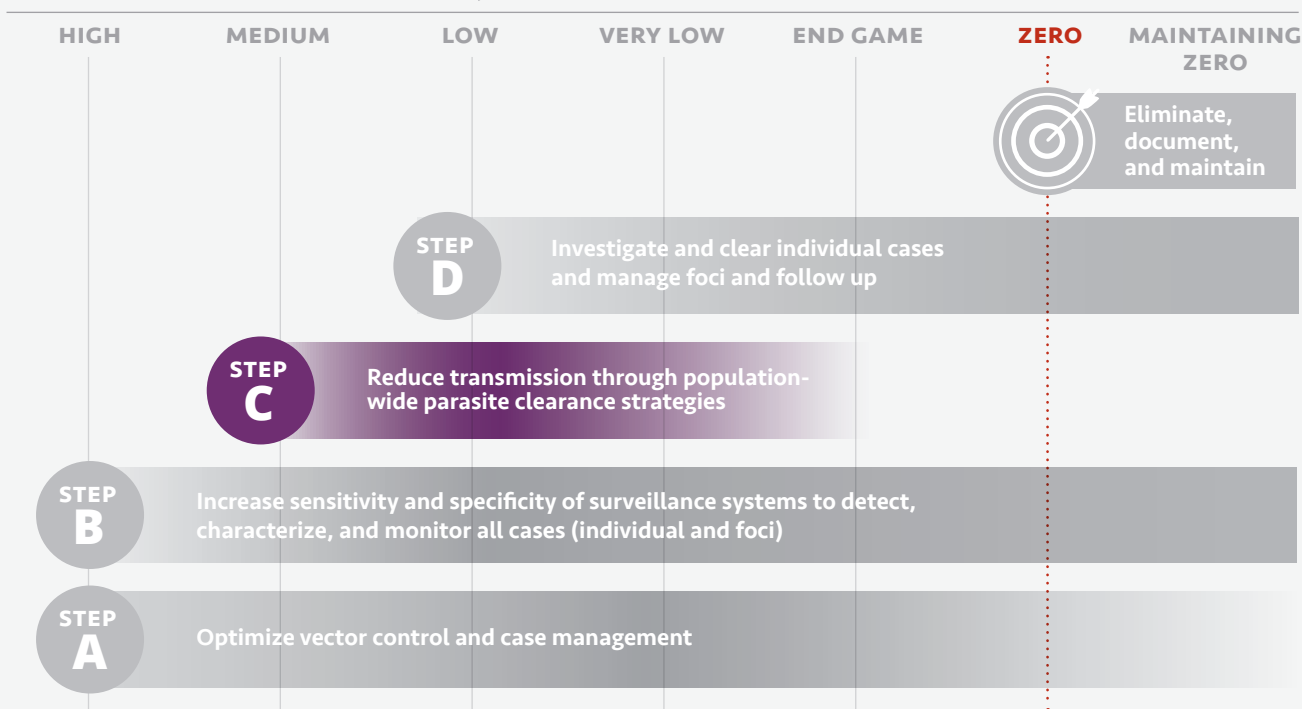 HIGH
MEDIUM
LOW
VERY LOW
END GAME
ZERO
MAINTAINING
ZERO
Eliminate,
document,
and maintain
STEP
D
Investigate and clear individual cases
and manage foci and follow up
STEP
C
Reduce transmission through population-
wide parasite clearance strategies
STEP
B
Increase sensitivity and specificity of surveillance systems to detect,
characterize, and monitor all cases (individual and foci)
STEP
A
Optimize vector control and case management